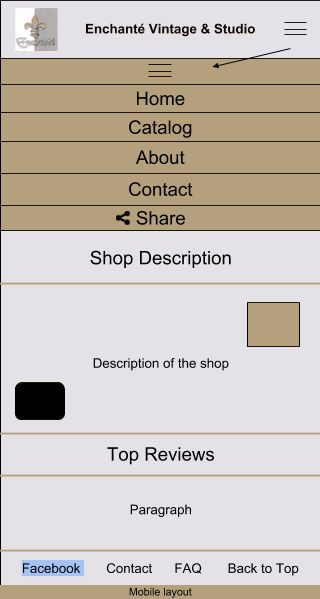 Enchanté Vintage & Studio
Home
Catalog
About
Contact
Share
Shop Description
Description of the shop
Top Reviews
Paragraph
Facebook Contact FAQ Back to Top
Mobile layout